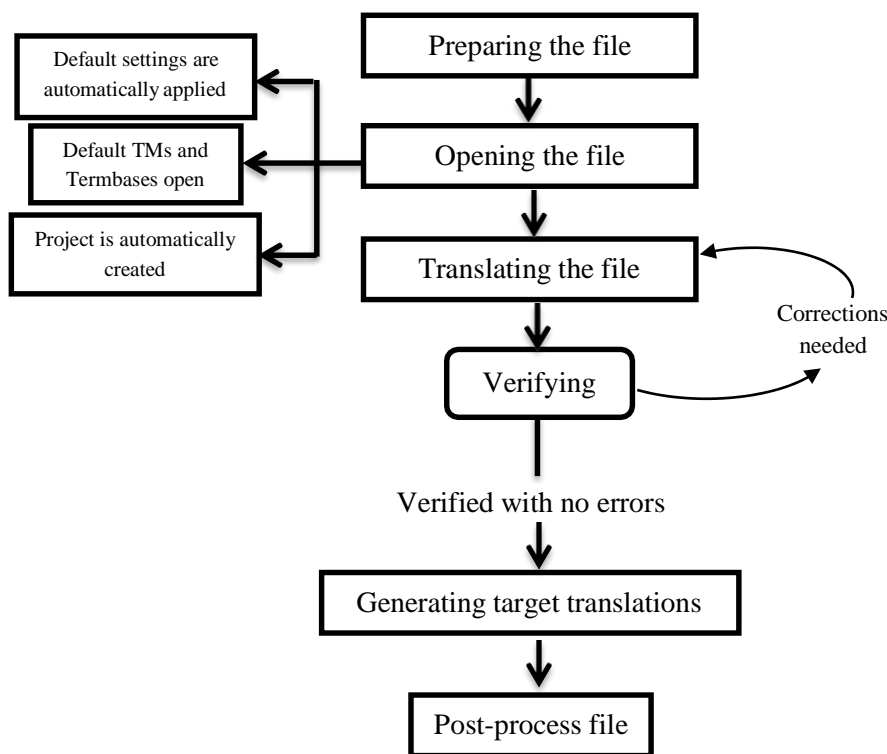 Preparing the file
Default settings are
automatically applied
Opening the file
Default TMs and
Termbases open
Project is automatically
created
Translating the file
Corrections
needed
Verifying
Verified with no errors
Generating target translations
Post-process file